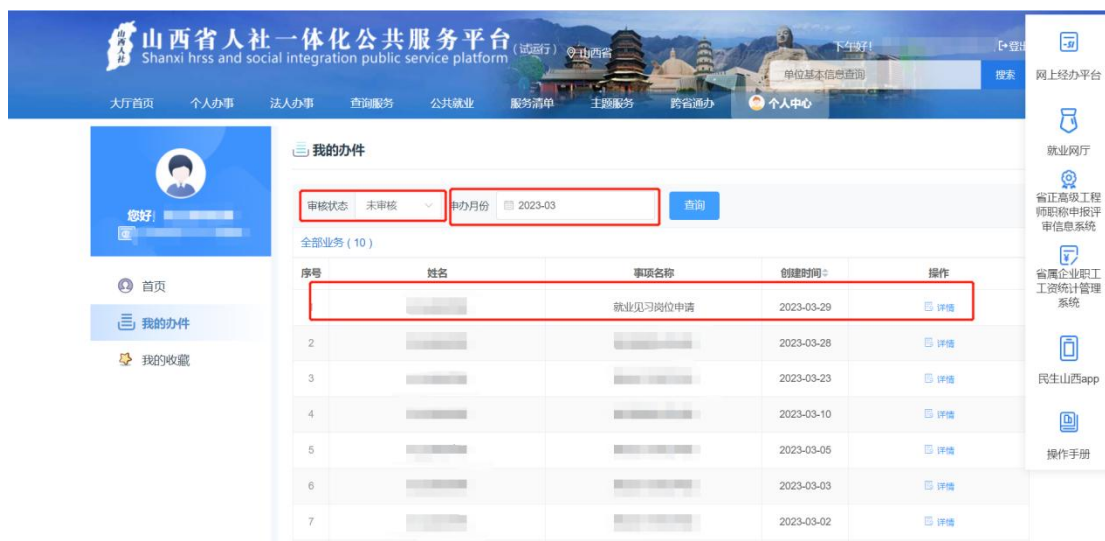 山西人社
山西省人社一体化公共服务平台(试运行)
Shanxi hrss and social integration public service platform
山西省
下午好!
登出
单位基本信息查询
搜索
大厅首页 个人办事 法人办事 查询服务 公共就业 服务清单 主题服务 跨省通办 个人中心
您好
首页
我的办件
我的收藏
我的办件
审核状态 未审核 申办月份 2023-03 查询
全部业务(10)
序号 姓名 事项名称 创建时间 操作
1 就业见习岗位申请 2023-03-29 详情
2 2023-03-28 详情
3 2023-03-23 详情
4 2023-03-10 详情
5 2023-03-05 详情
6 2023-03-03 详情
7 2023-03-02 详情
网上经办平台
就业网厅
省正高级工程
师职称申报评
审信息系统
省属企业职工
工资统计管理
系统
民生山西app
操作手册